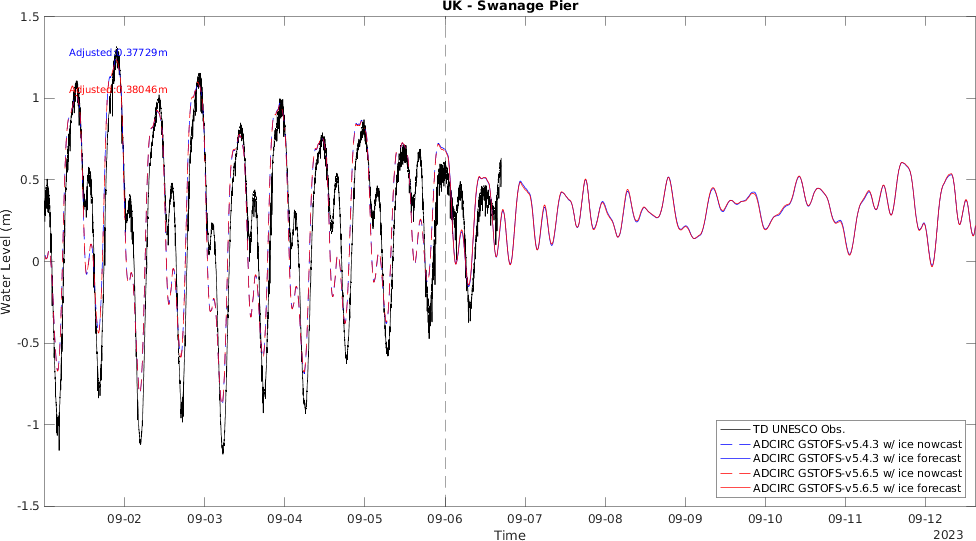 UK - Swanage Pier
Adjusted:0.37729m
Adjusted:0.38046m
Water Level (m)
1.5
1
0.5
0
-0.5
-1
-1.5
09-02
09-03
09-04
09-05
09-06
09-07
09-08
09-09
09-10
09-11
09-12
Time
2023
TD UNESCO Obs.
ADCIRC GSTOFS-v5.4.3 w/ ice nowcast
ADCIRC GSTOFS-v5.4.3 w/ ice forecast
ADCIRC GSTOFS-v5.6.5 w/ ice nowcast
ADCIRC GSTOFS-v5.6.5 w/ ice forecast